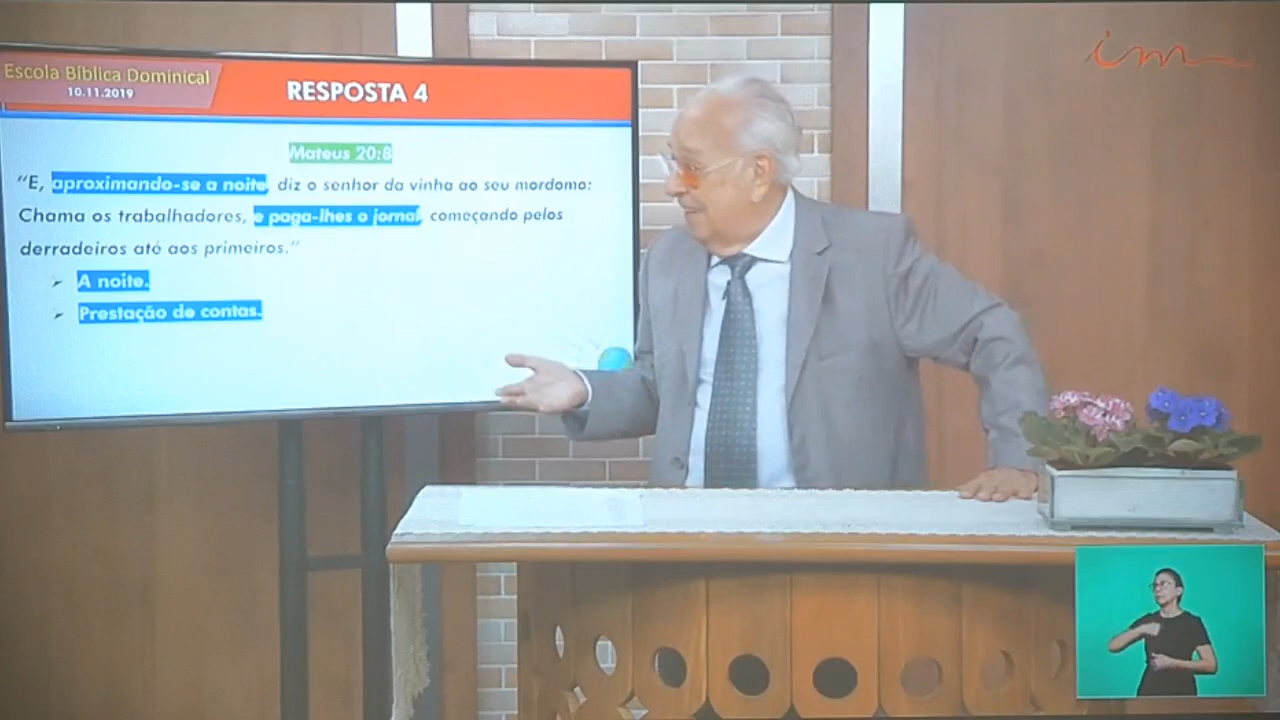 Escola Bíblica Dominical
10.11.2019
RESPOSTA 4
Mateus 20:8
“E, aproximando-se a noite, diz o senhor da vinha ao seu mordomo:
Chama os trabalhadores, e paga-lhes o jornal, começando pelos
derradeiros até aos primeiros.”
➢ A noite.
➢ Prestação de contas.
im